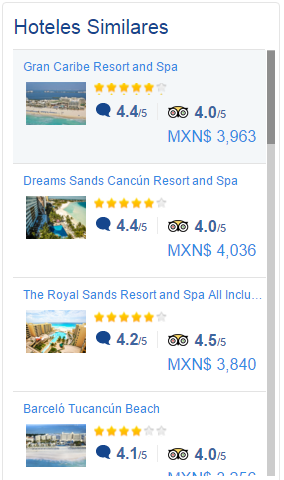 Hoteles Similares
Gran Caribe Resort and Spa
4.4/5 4.0/5
MXN$ 3,963
Dreams Sands Cancún Resort and Spa
4.4/5 4.0/5
MXN$ 4,036
The Royal Sands Resort and Spa All Inclu…
4.2/5 4.5/5
MXN$ 3,840
Barceló Tucancún Beach
4.1/5 4.0/5
MXN$